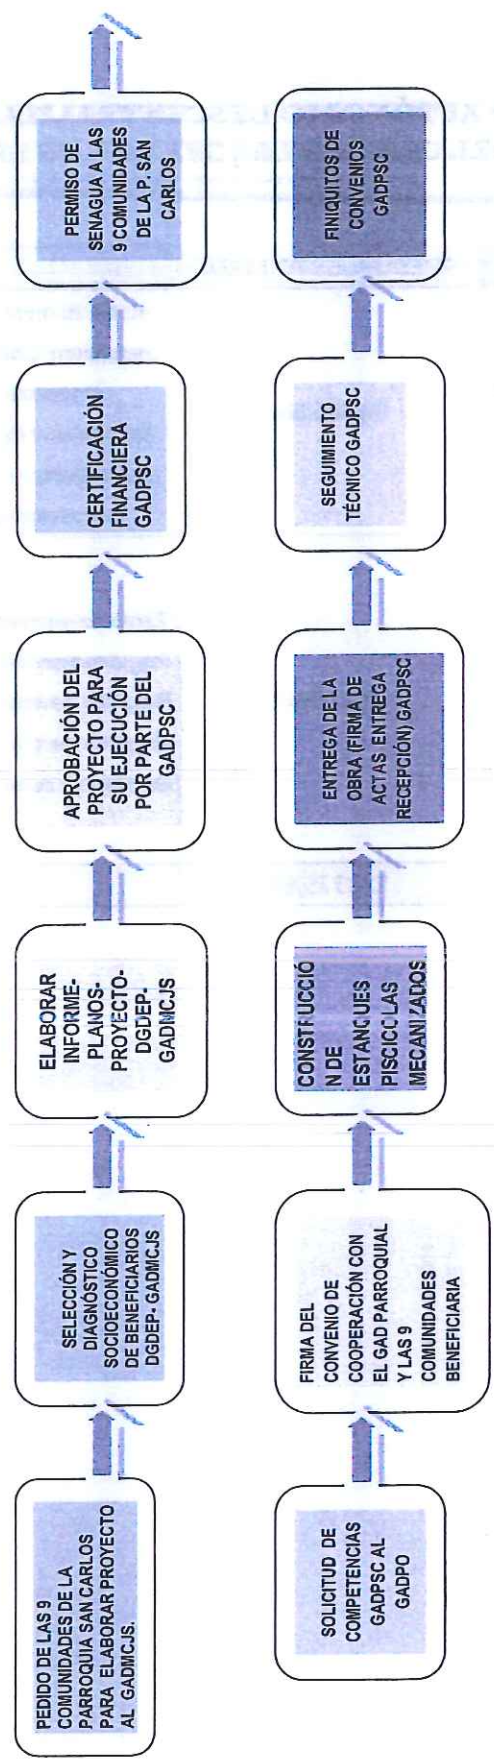 PEDIDO DE LAS 9
COMUNIDADES DE LA
PARROQUIA SAN CARLOS
PARA ELABORAR PROYECTO
AL GADMCJS.
SELECCIÓN Y
DIAGNÓSTICO
SOCIOECONÓMICO
DE BENEFICIARIOS
DGDEP- GADMCJS
ELABORAR
INFORME-
PLANOS-
PROYECTO-
DGDEP-
GADMCJS
APROBACIÓN DEL
PROYECTO PARA
SU EJECUCIÓN
POR PARTE DEL
GADPSC
CERTIFICACIÓN
FINANCIERA
GADPSC
PERMISO DE
SENAGUA A LAS
9 COMUNIDADES
DE LA P. SAN
CARLOS
SOLICITUD DE
COMPETENCIAS
GADPSC AL
GADPO
FIRMA DEL
CONVENIO DE
COOPERACIÓN CON
EL GAD PARROQUIAL
Y LAS 9
COMUNIDADES
BENEFICIARIA
CONSTRUCCIÓ
N DE
ESTANQUES
PISCICOLAS
MECANIZADOS
ENTREGA DE LA
OBRA (FIRMA DE
ACTAS ENTREGA
RECEPCIÓN) GADPSC
SEGUIMIENTO
TÉCNICO GADPSC
FINIQUITOS DE
CONVENIOS
GADPSC